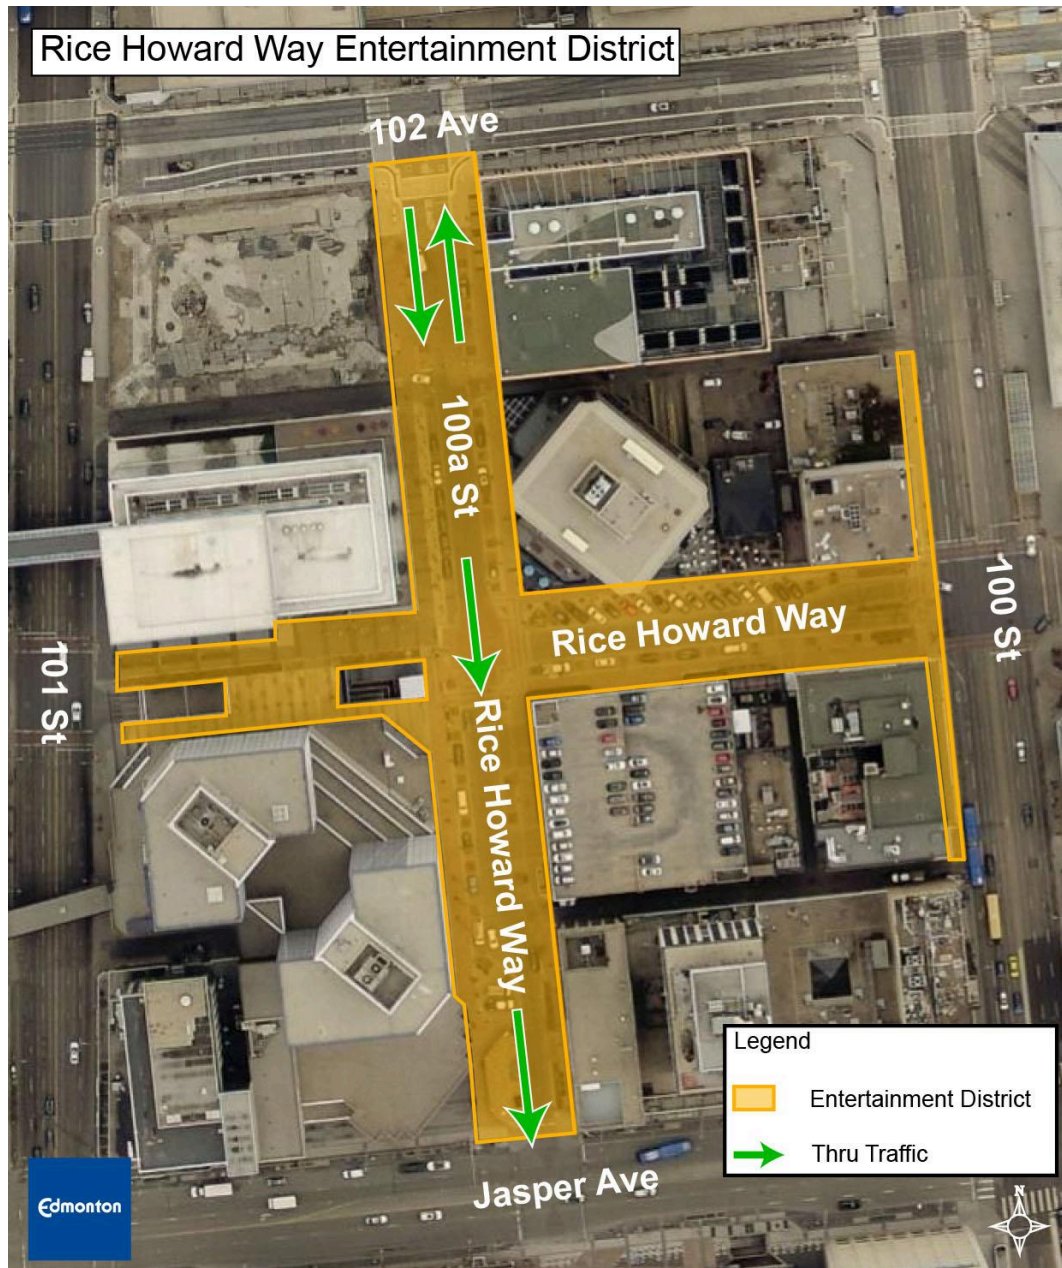 Rice Howard Way Entertainment District
102 Ave
100a St
Rice Howard Way
100 St
101 St
Rice Howard Way
Legend
Entertainment District
Thru Traffic
Jasper Ave
Edmonton
N